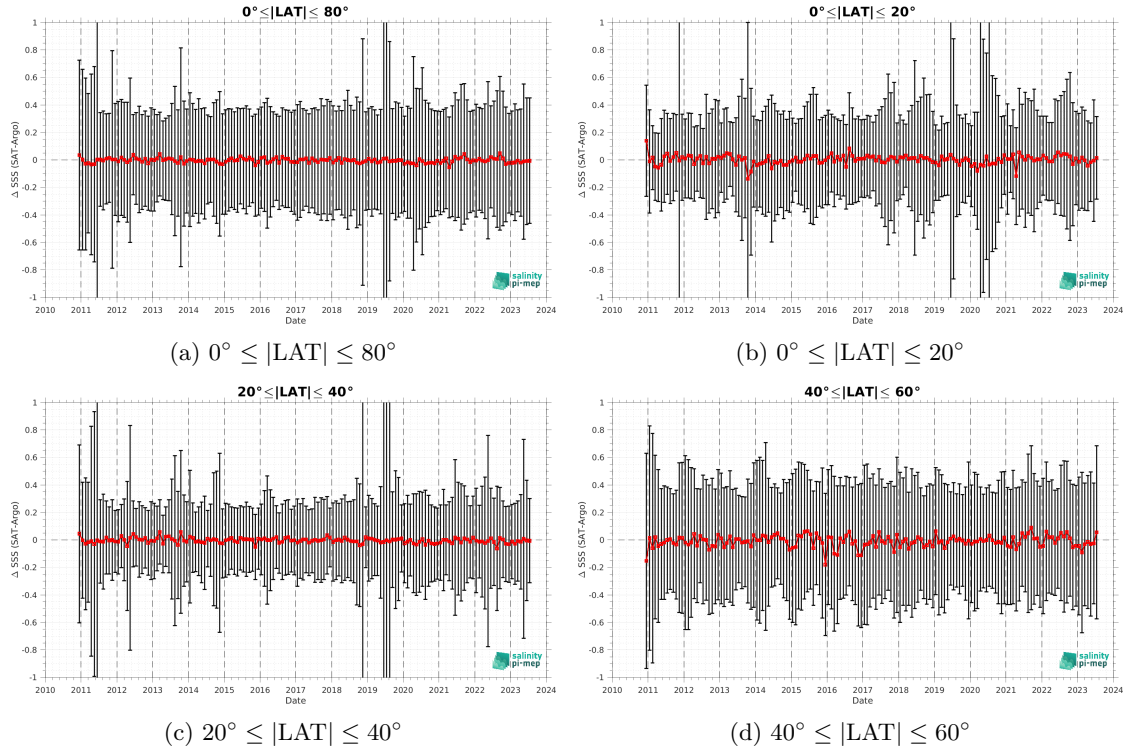 0°≤|LAT|≤ 80°
Δ SSS (SAT-Argo)
1
0.8
0.6
0.4
0.2
0
-0.2
-0.4
-0.6
-0.8
-1
2010 2011 2012 2013 2014 2015 2016 2017 2018 2019 2020 2021 2022 2023 2024
Date
salinity
pi-mep
(a) 0° ≤ |LAT| ≤ 80°
0°≤|LAT|≤ 20°
Δ SSS (SAT-Argo)
1
0.8
0.6
0.4
0.2
0
-0.2
-0.4
-0.6
-0.8
-1
2010 2011 2012 2013 2014 2015 2016 2017 2018 2019 2020 2021 2022 2023 2024
Date
salinity
pi-mep
(b) 0° ≤ |LAT| ≤ 20°
20°≤|LAT|≤ 40°
Δ SSS (SAT-Argo)
1
0.8
0.6
0.4
0.2
0
-0.2
-0.4
-0.6
-0.8
-1
2010 2011 2012 2013 2014 2015 2016 2017 2018 2019 2020 2021 2022 2023 2024
Date
salinity
pi-mep
(c) 20° ≤ |LAT| ≤ 40°
40°≤|LAT|≤ 60°
Δ SSS (SAT-Argo)
1
0.8
0.6
0.4
0.2
0
-0.2
-0.4
-0.6
-0.8
-1
2010 2011 2012 2013 2014 2015 2016 2017 2018 2019 2020 2021 2022 2023 2024
Date
salinity
pi-mep
(d) 40° ≤ |LAT| ≤ 60°